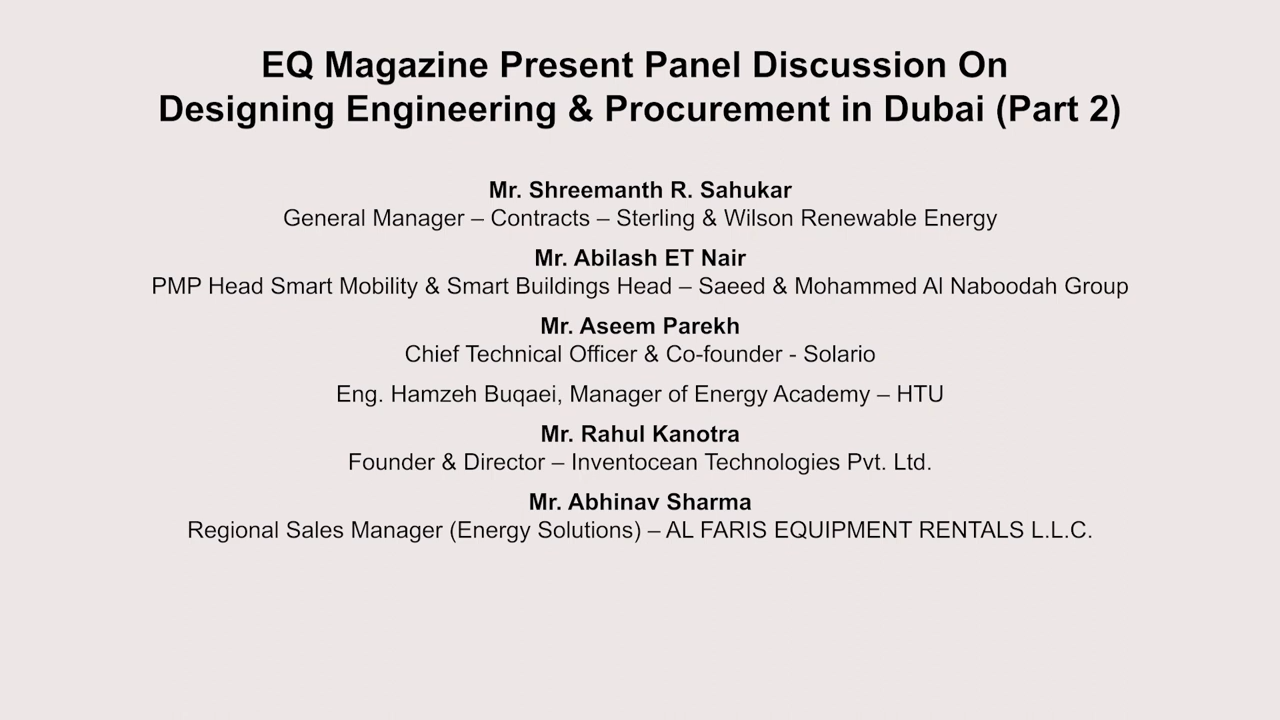 EQ Magazine Present Panel Discussion On
Designing Engineering & Procurement in Dubai (Part 2)
Mr. Shreemanth R. Sahukar
General Manager – Contracts – Sterling & Wilson Renewable Energy
Mr. Abilash ET Nair
PMP Head Smart Mobility & Smart Buildings Head – Saeed & Mohammed Al Naboodah Group
Mr. Aseem Parekh
Chief Technical Officer & Co-founder - Solario
Eng. Hamzeh Buqaei, Manager of Energy Academy – HTU
Mr. Rahul Kanotra
Founder & Director – Inventocean Technologies Pvt. Ltd.
Mr. Abhinav Sharma
Regional Sales Manager (Energy Solutions) – AL FARIS EQUIPMENT RENTALS L.L.C.